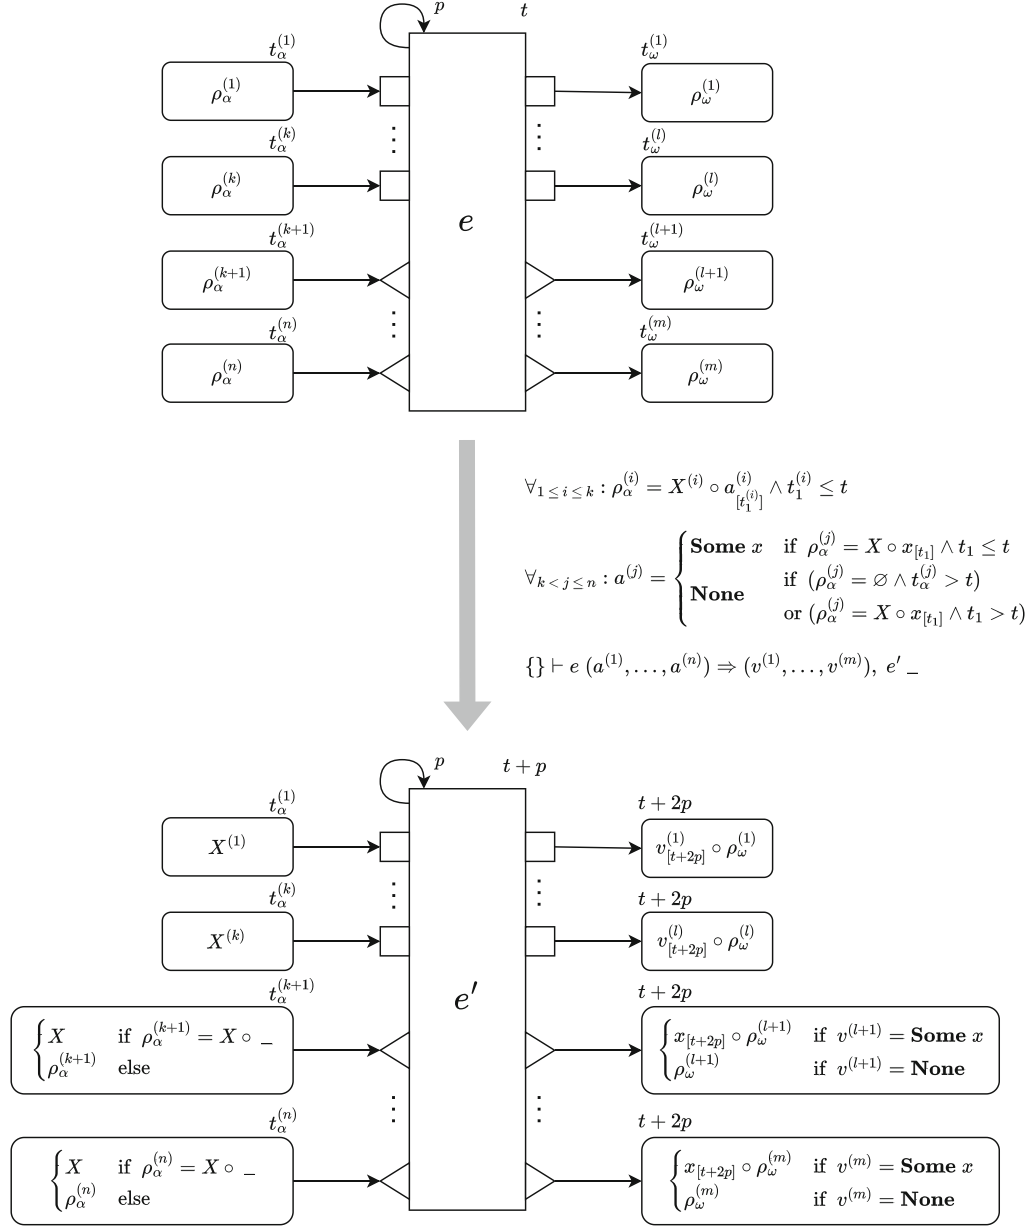 p t
t_α^(1) t_ω^(1)
ρ_α^(1) ρ_ω^(1)
⋮ ⋮
t_α^(k) t_ω^(l)
ρ_α^(k) ρ_ω^(l)
e
t_α^(k+1) t_ω^(l+1)
ρ_α^(k+1) ρ_ω^(l+1)
⋮ ⋮
t_α^(n) t_ω^(m)
ρ_α^(n) ρ_ω^(m)
∀_{1 ≤ i ≤ k} : ρ_α^(i) = X^(i) ∘ a^(i)_[t_1^(i)] ∧ t_1^(i) ≤ t
∀_{k < j ≤ n} : a^(j) = { Some x if ρ_α^(j) = X ∘ x_[t_1] ∧ t_1 ≤ t
None if (ρ_α^(j) = ∅ ∧ t_α^(j) > t)
or (ρ_α^(j) = X ∘ x_[t_1] ∧ t_1 > t)
{} ⊢ e (a^(1), …, a^(n)) ⇒ (v^(1), …, v^(m)), e′ _
p t + p
t_α^(1) t + 2p
X^(1) v^(1)_[t+2p] ∘ ρ_ω^(1)
⋮ ⋮
t_α^(k) t + 2p
X^(k) v^(l)_[t+2p] ∘ ρ_ω^(l)
e′
t_α^(k+1) t + 2p
{ X if ρ_α^(k+1) = X ∘ _ { x_[t+2p] ∘ ρ_ω^(l+1) if v^(l+1) = Some x
ρ_α^(k+1) else ρ_ω^(l+1) if v^(l+1) = None
⋮ ⋮
t_α^(n) t + 2p
{ X if ρ_α^(n) = X ∘ _ { x_[t+2p] ∘ ρ_ω^(m) if v^(m) = Some x
ρ_α^(n) else ρ_ω^(m) if v^(m) = None